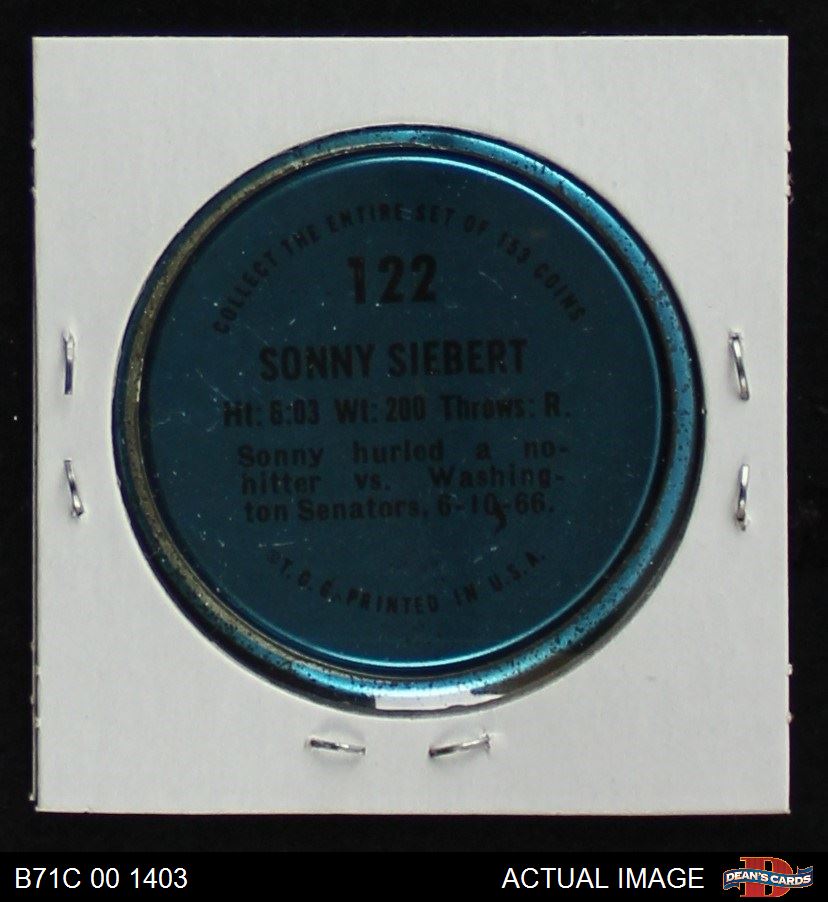 COLLECT THE ENTIRE SET OF 153 COINS
122
SONNY SIEBERT
Ht: 6:03 Wt: 200 Throws: R.
Sonny hurled a no-
hitter vs. Washing-
ton Senators, 6-10-66.
©T. C. G. PRINTED IN U.S.A.
B71C 00 1403
ACTUAL IMAGE
DEAN'S CARDS